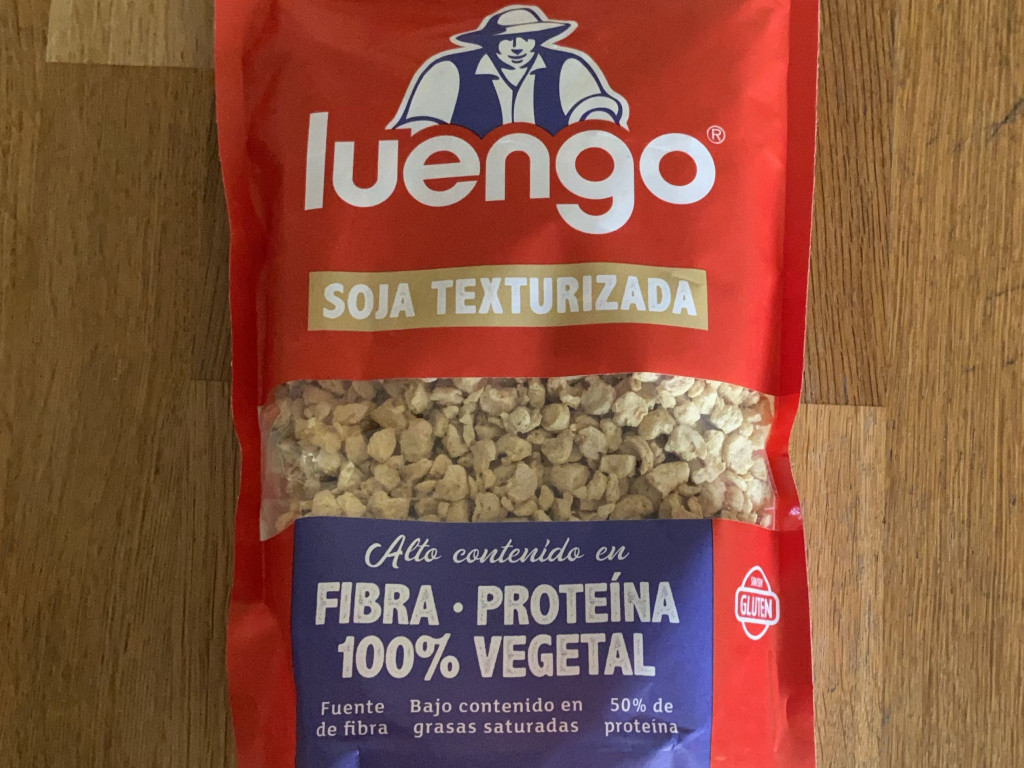 luengo®
SOJA TEXTURIZADA
Alto contenido en
FIBRA · PROTEÍNA
100% VEGETAL
SIN
GLUTEN
Fuente
de fibra
Bajo contenido en
grasas saturadas
50% de
proteína